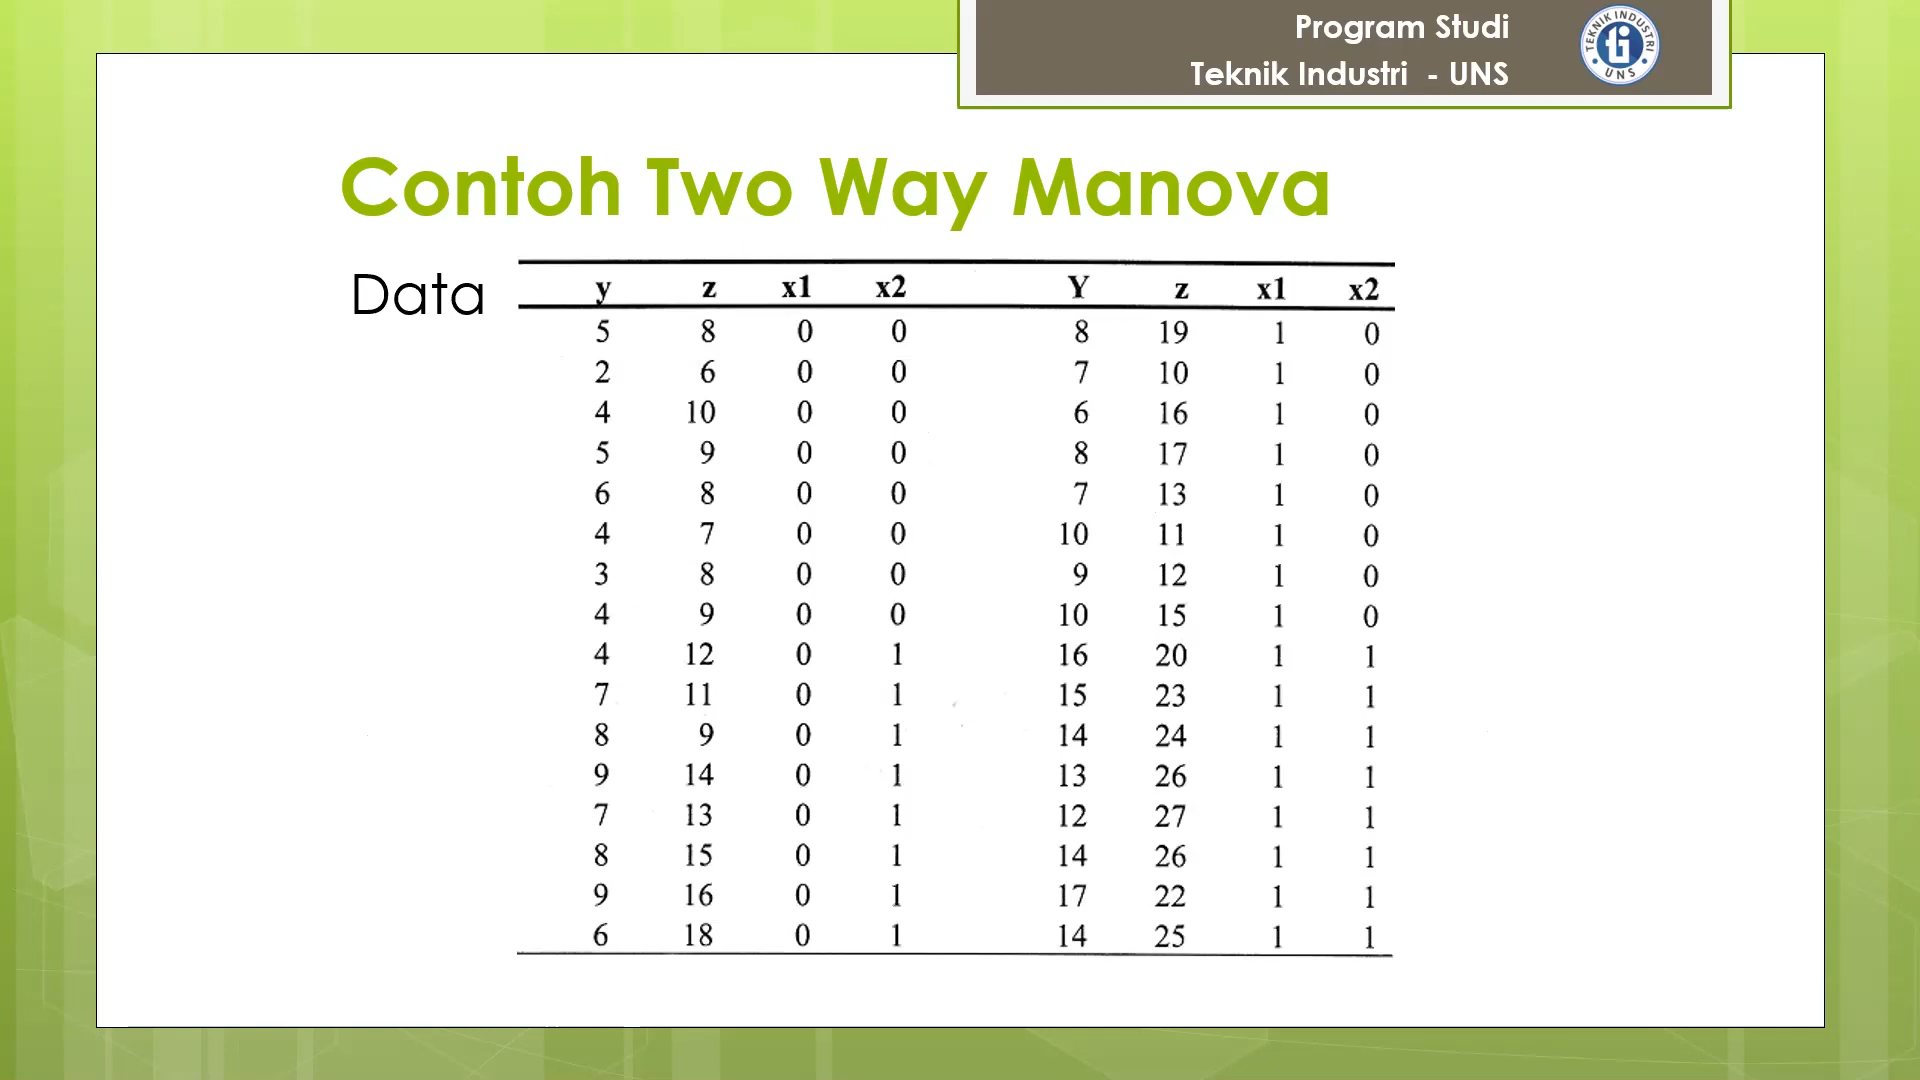 Program Studi
Teknik Industri - UNS
TEKNIK INDUSTRI
ti
UNS
Contoh Two Way Manova
Data
y z x1 x2 Y z x1 x2
5 8 0 0 8 19 1 0
2 6 0 0 7 10 1 0
4 10 0 0 6 16 1 0
5 9 0 0 8 17 1 0
6 8 0 0 7 13 1 0
4 7 0 0 10 11 1 0
3 8 0 0 9 12 1 0
4 9 0 0 10 15 1 0
4 12 0 1 16 20 1 1
7 11 0 1 15 23 1 1
8 9 0 1 14 24 1 1
9 14 0 1 13 26 1 1
7 13 0 1 12 27 1 1
8 15 0 1 14 26 1 1
9 16 0 1 17 22 1 1
6 18 0 1 14 25 1 1